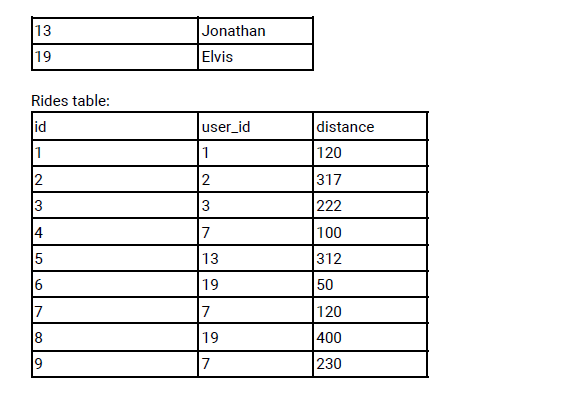 13 Jonathan
19 Elvis
Rides table:
id user_id distance
1 1 120
2 2 317
3 3 222
4 7 100
5 13 312
6 19 50
7 7 120
8 19 400
9 7 230